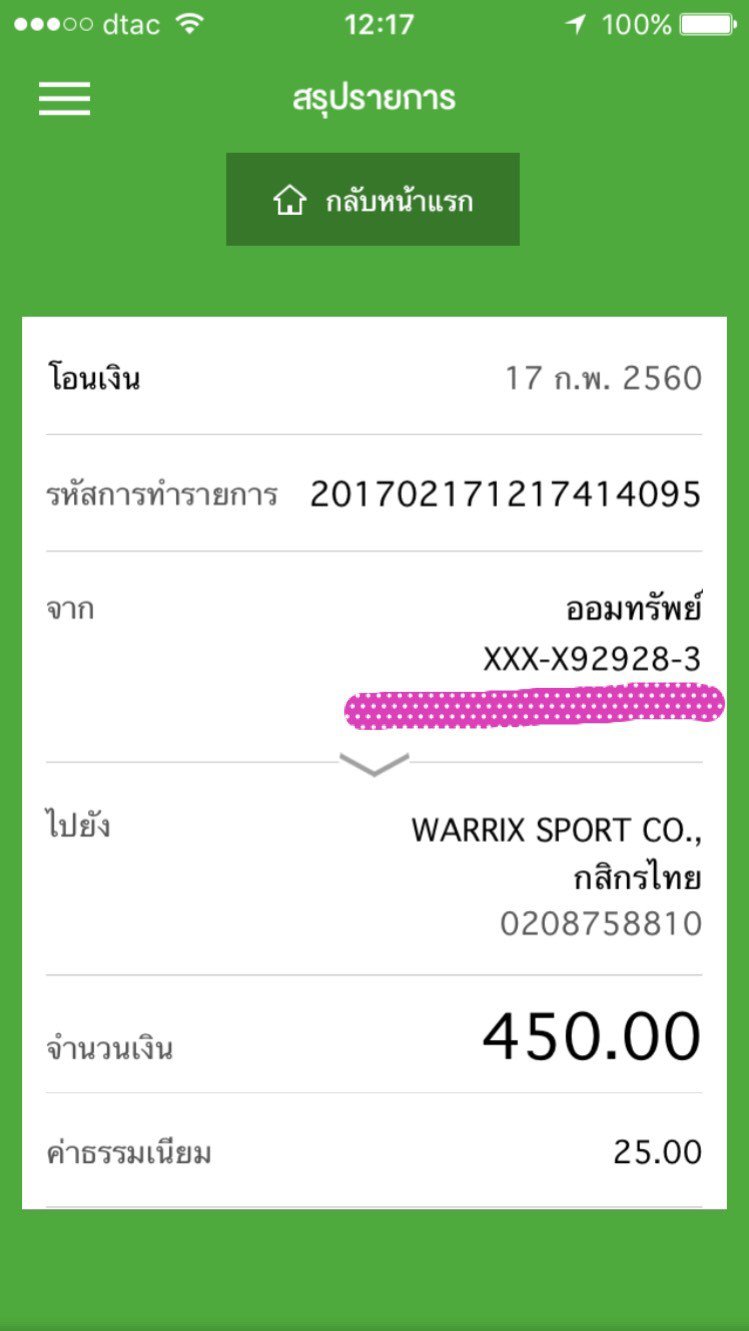 dtac 12:17 100%
สรุปรายการ
กลับหน้าแรก
โอนเงิน 17 ก.พ. 2560
รหัสการทำรายการ 201702171217414095
จาก ออมทรัพย์
XXX-X92928-3
ไปยัง WARRIX SPORT CO.,
กสิกรไทย
0208758810
จำนวนเงิน 450.00
ค่าธรรมเนียม 25.00